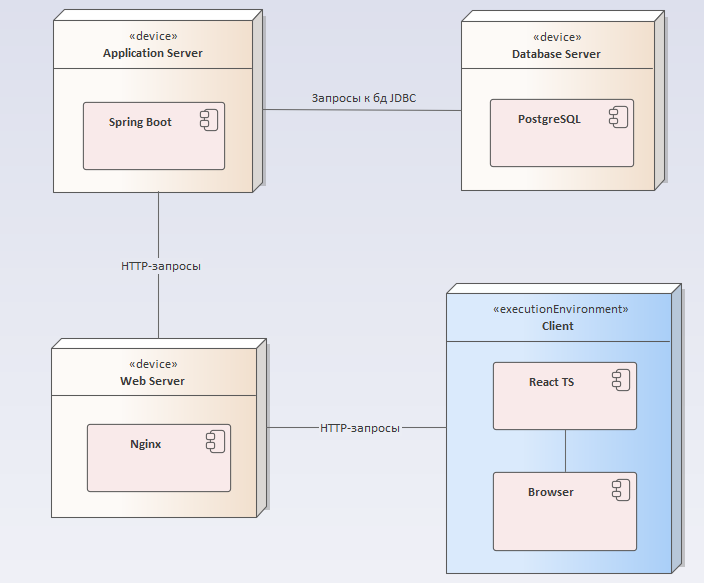 «device»
Application Server
Spring Boot
Запросы к бд JDBC
«device»
Database Server
PostgreSQL
HTTP-запросы
«device»
Web Server
Nginx
HTTP-запросы
«executionEnvironment»
Client
React TS
Browser